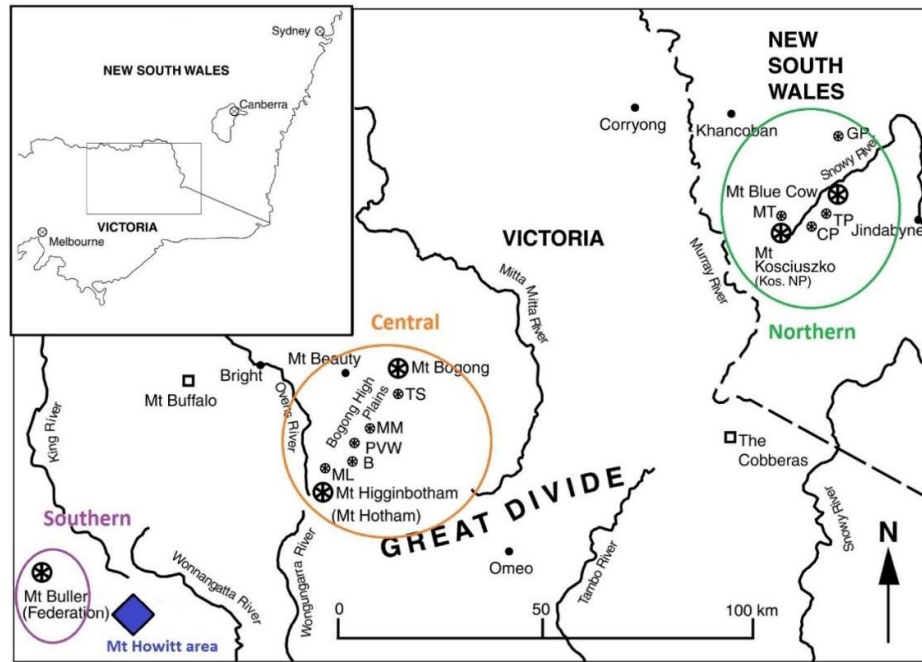 Sydney
NEW SOUTH WALES
Canberra
VICTORIA
Melbourne
NEW
SOUTH
WALES
Corryong
Khancoban
GP
Snowy River
Mt Blue Cow
MT
TP
CP
Jindabyne
Mt
Kosciuszko
(Kos. NP)
Northern
VICTORIA
Murray River
Mitta Mitta River
Central
Mt Beauty
Mt Bogong
Bright
Mt Buffalo
Ovens River
Bogong High
Plains
TS
MM
PVW
B
ML
Mt Higginbotham
(Mt Hotham)
King River
The
Cobberas
GREAT DIVIDE
Southern
Mt Buller
(Federation)
Mt Howitt area
Wonnangatta River
Wongungarra River
Omeo
Tambo River
Snowy River
N
0
50
100 km